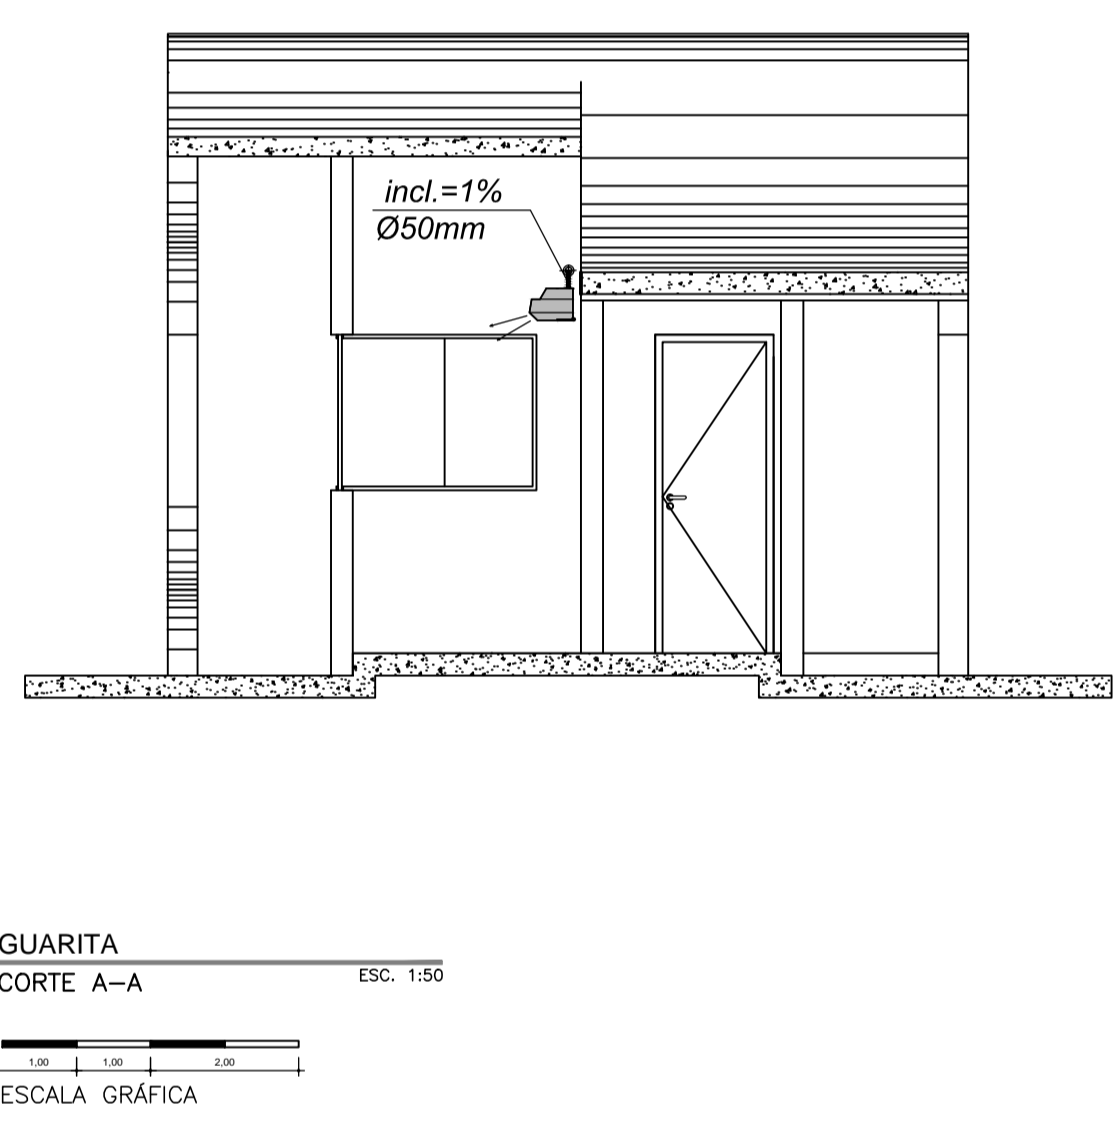 incl.=1%
Ø50mm
GUARITA
CORTE A–A
ESC. 1:50
1,00 1,00 2,00
ESCALA GRÁFICA